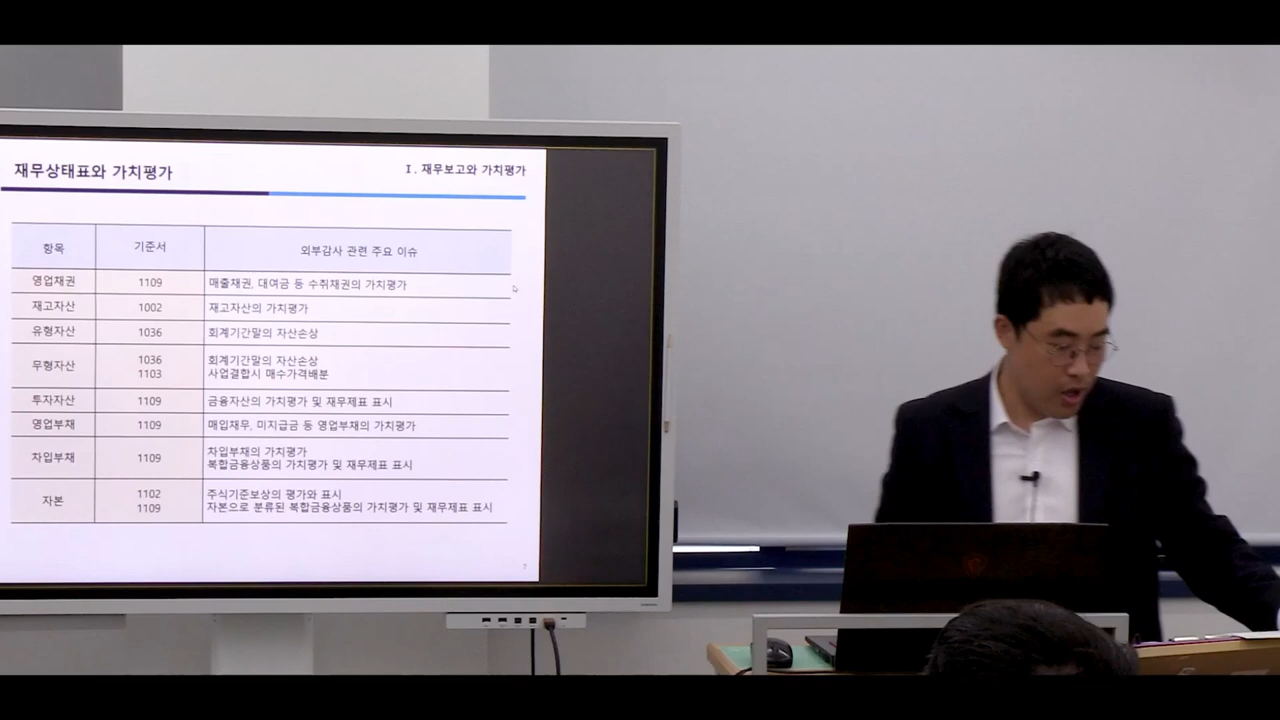 재무상태표와 가치평가
I. 재무보고와 가치평가
항목 기준서 외부감사 관련 주요 이슈
영업채권 1109 매출채권, 대여금 등 수취채권의 가치평가
재고자산 1002 재고자산의 가치평가
유형자산 1036 회계기간말의 자산손상
무형자산 1036 회계기간말의 자산손상
1103 사업결합시 매수가격배분
투자자산 1109 금융자산의 가치평가 및 재무제표 표시
영업부채 1109 매입채무, 미지급금 등 영업부채의 가치평가
차입부채 1109 차입부채의 가치평가
복합금융상품의 가치평가 및 재무제표 표시
자본 1102 주식기준보상의 평가와 표시
1109 자본으로 분류된 복합금융상품의 가치평가 및 재무제표 표시
7